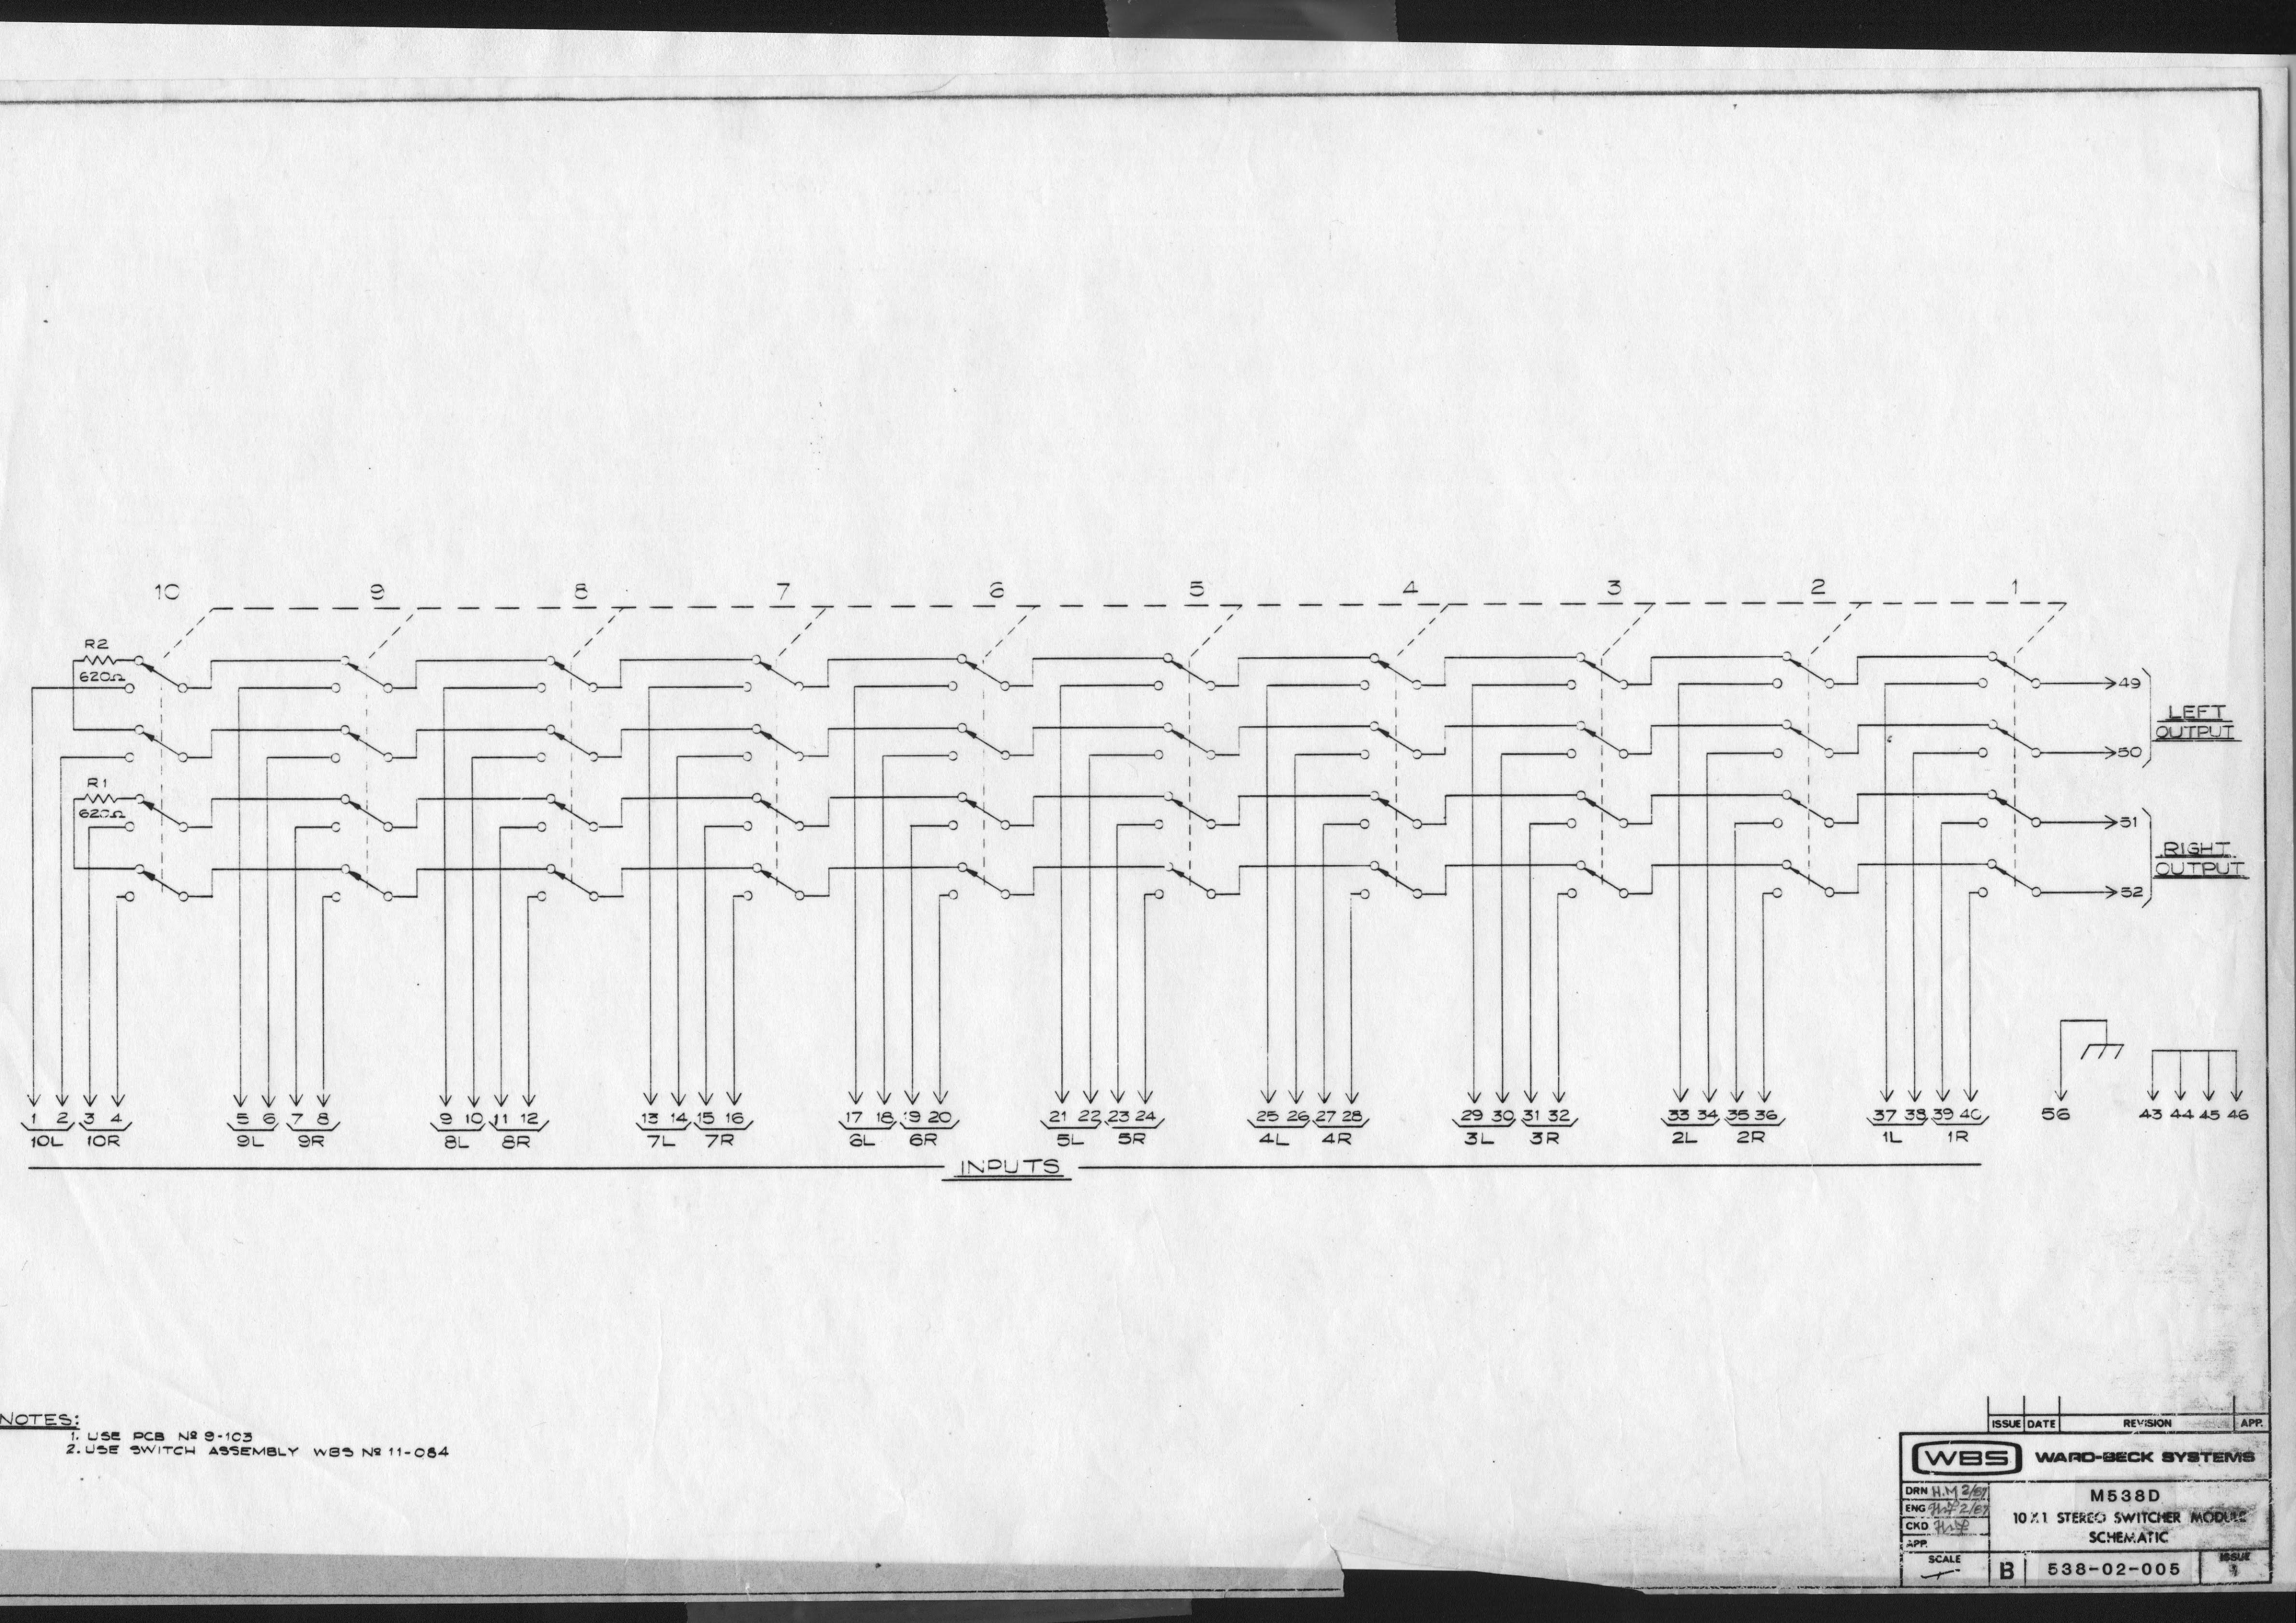 10 9 8 7 6 5 4 3 2 1
R2
620Ω
R1
620Ω
49
LEFT
OUTPUT
50
51
RIGHT
OUTPUT
52
1 2 3 4 5 6 7 8 9 10 11 12 13 14 15 16 17 18 19 20 21 22 23 24 25 26 27 28 29 30 31 32 33 34 35 36 37 38 39 40 56 43 44 45 46
10L 10R 9L 9R 8L 8R 7L 7R 6L 6R 5L 5R 4L 4R 3L 3R 2L 2R 1L 1R
INPUTS
NOTES:
1. USE PCB Nº 9-103
2. USE SWITCH ASSEMBLY WBS Nº 11-084
ISSUE DATE REVISION APP.
WBS WARD-BECK SYSTEMS
DRN H.M
ENG
CKD
APP.
SCALE
M538D
10X1 STEREO SWITCHER MODULE
SCHEMATIC
B 538-02-005
ISSUE